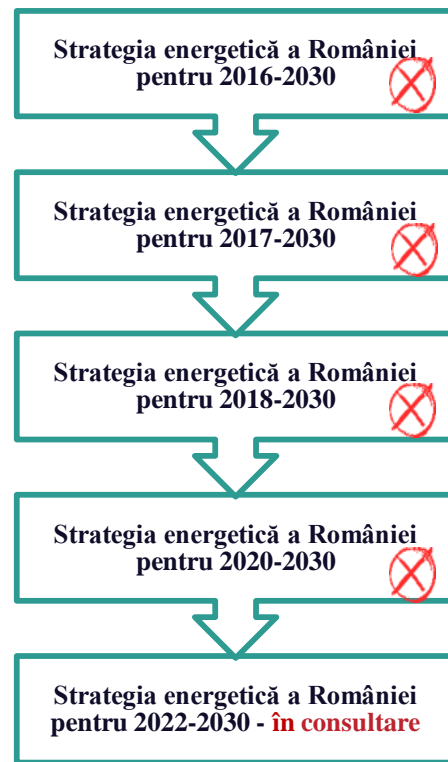 Strategia energetică a României
pentru 2016-2030
Strategia energetică a României
pentru 2017-2030
Strategia energetică a României
pentru 2018-2030
Strategia energetică a României
pentru 2020-2030
Strategia energetică a României
pentru 2022-2030 - în consultare